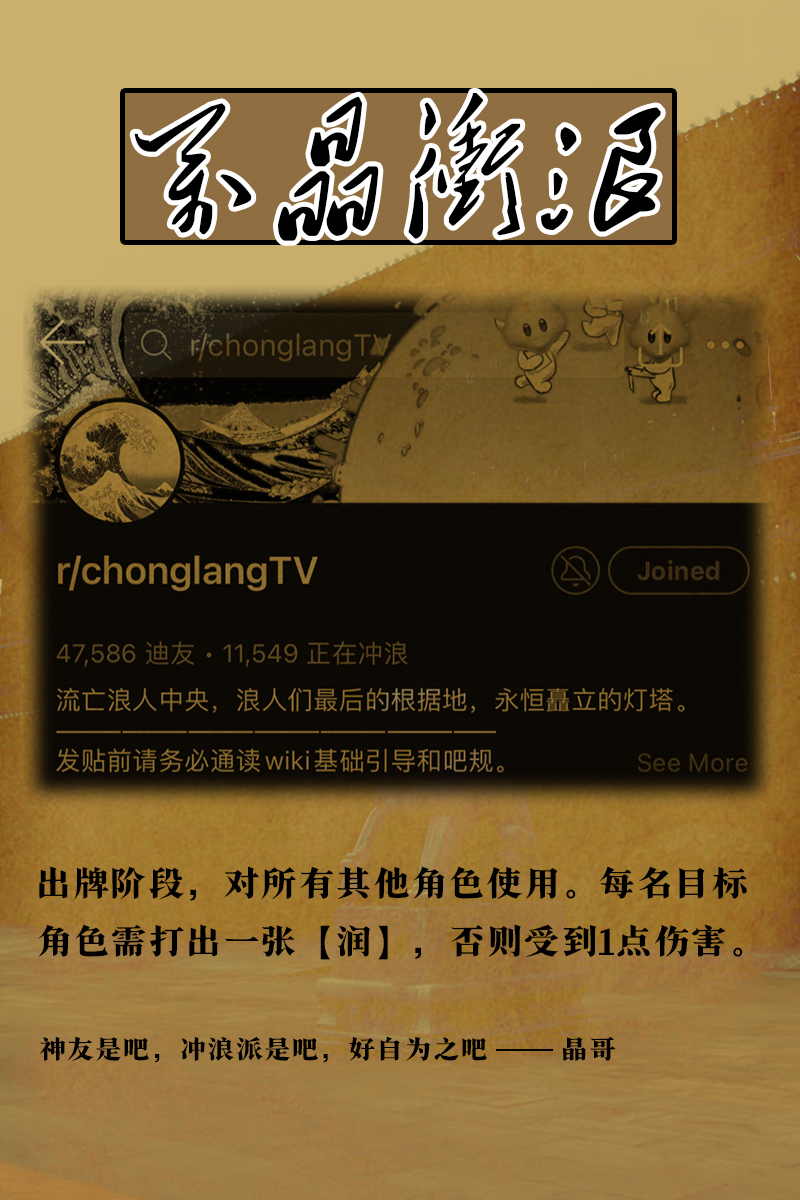 万晶衝浪
r/chonglangTV
r/chonglangTV
Joined
47,586 迪友 • 11,549 正在冲浪
流亡浪人中央，浪人们最后的根据地，永恒矗立的灯塔。
————————————————
发贴前请务必通读wiki基础引导和吧规。
See More
出牌阶段，对所有其他角色使用。每名目标
角色需打出一张【润】，否则受到1点伤害。
神友是吧，冲浪派是吧，好自为之吧 —— 晶哥